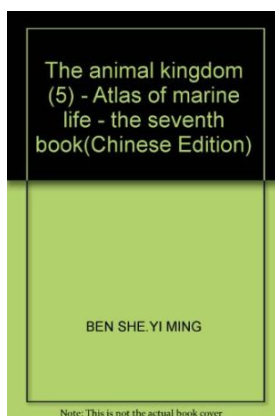 The animal kingdom
(5) - Atlas of marine
life - the seventh
book(Chinese Edition)
BEN SHE.YI MING
Note: This is not the actual book cover